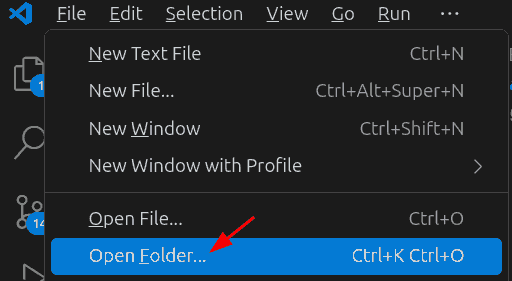 File Edit Selection View Go Run ...
New Text File Ctrl+N
1
New File... Ctrl+Alt+Super+N
New Window Ctrl+Shift+N
New Window with Profile
Open File... Ctrl+O
14
Open Folder... Ctrl+K Ctrl+O